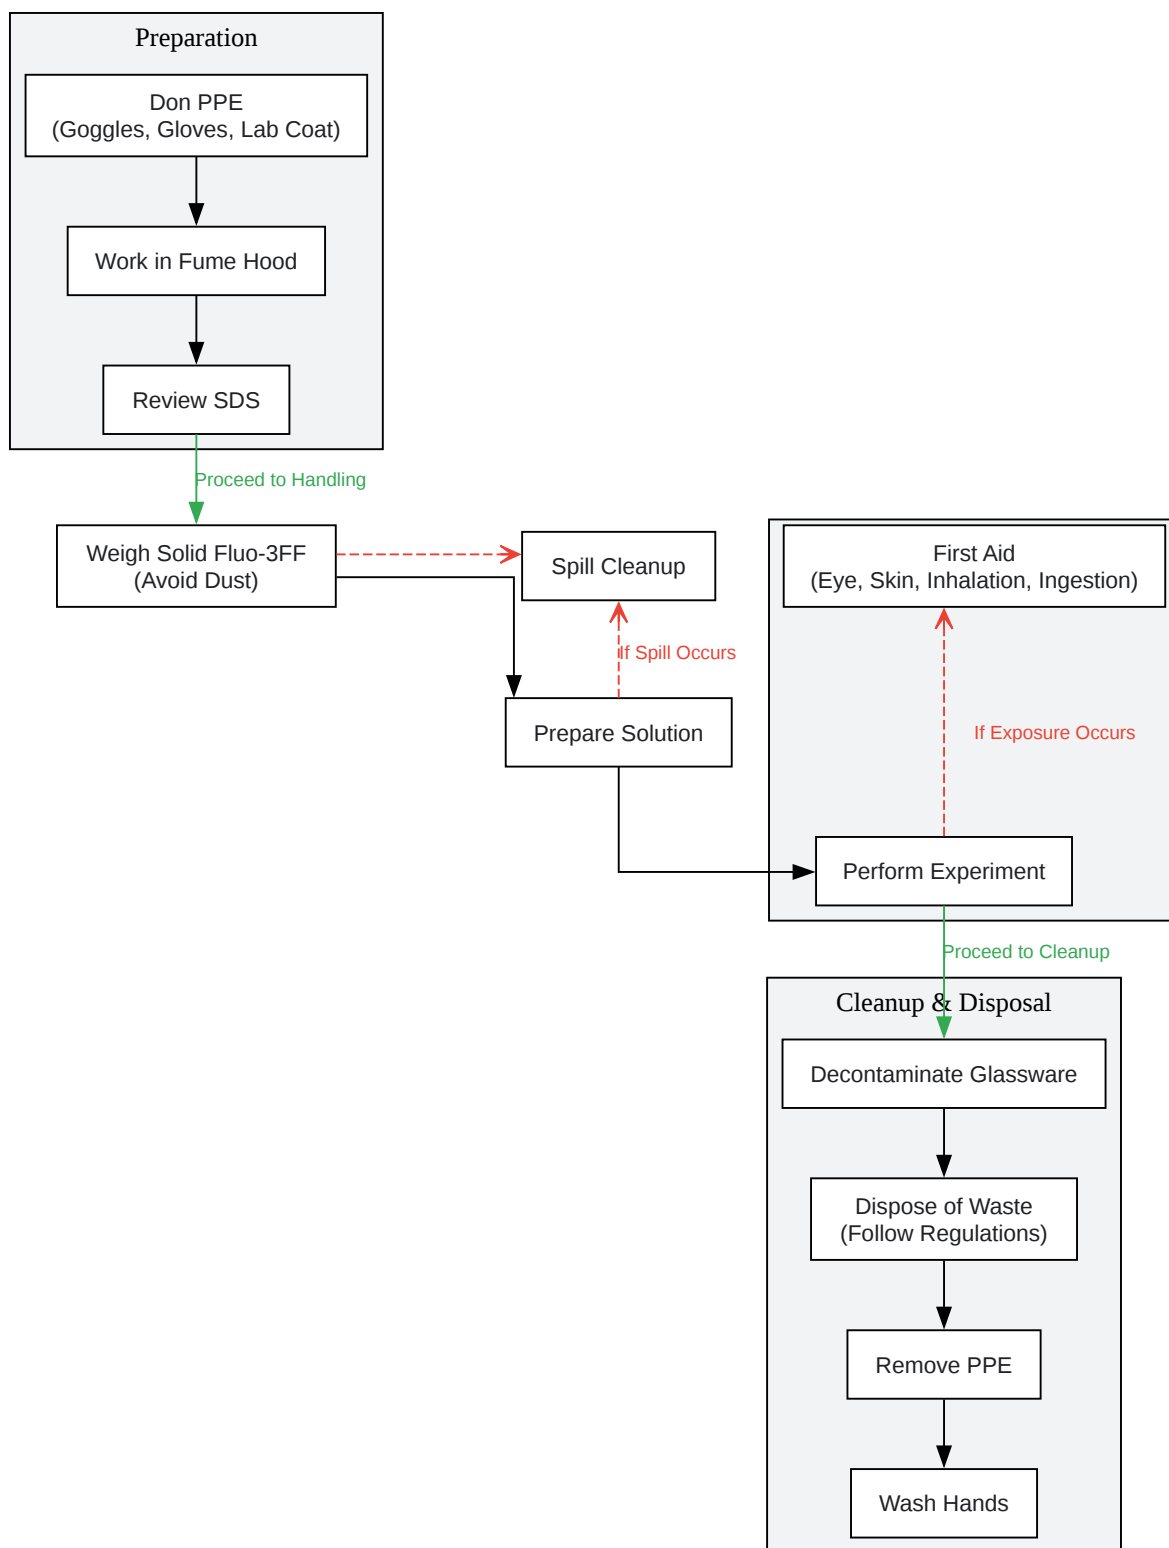 Preparation
Don PPE
(Goggles, Gloves, Lab Coat)
Work in Fume Hood
Review SDS
Proceed to Handling
Weigh Solid Fluo-3FF
(Avoid Dust)
Spill Cleanup
First Aid
(Eye, Skin, Inhalation, Ingestion)
If Spill Occurs
If Exposure Occurs
Prepare Solution
Perform Experiment
Proceed to Cleanup
Cleanup & Disposal
Decontaminate Glassware
Dispose of Waste
(Follow Regulations)
Remove PPE
Wash Hands